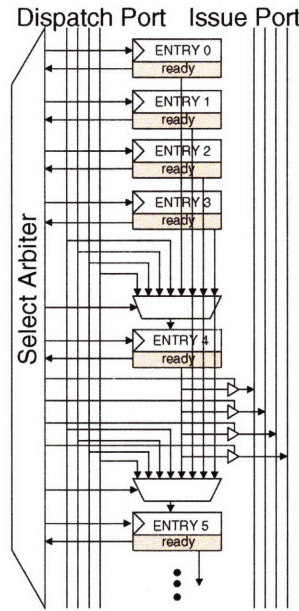 Dispatch Port
Issue Port
Select Arbiter
ENTRY 0
ready
ENTRY 1
ready
ENTRY 2
ready
ENTRY 3
ready
ENTRY 4
ready
ENTRY 5
ready